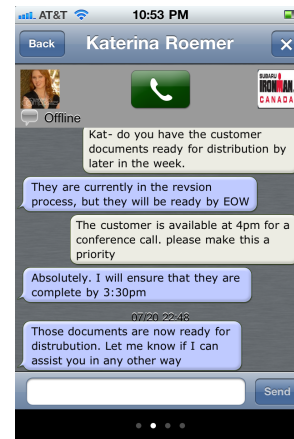 AT&T 10:53 PM
Back Katerina Roemer X
Offline
SUBARU
IRONMAN
CANADA
Kat- do you have the customer
documents ready for distribution by
later in the week.
They are currently in the revsion
process, but they will be ready by EOW
The customer is available at 4pm for a
conference call. please make this a
priority
Absolutely. I will ensure that they are
complete by 3:30pm
07/20 22:48
Those documents are now ready for
distrubution. Let me know if I can
assist you in any other way
Send